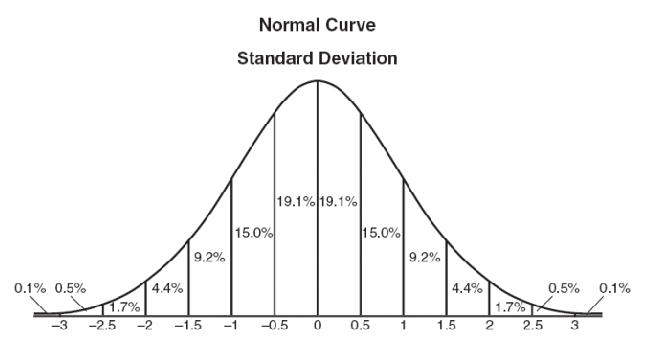 Normal Curve
Standard Deviation
19.1% 19.1%
15.0% 15.0%
9.2% 9.2%
0.1% 0.5% 4.4% 4.4% 0.5% 0.1%
1.7% 1.7%
−3 −2.5 −2 −1.5 −1 −0.5 0 0.5 1 1.5 2 2.5 3